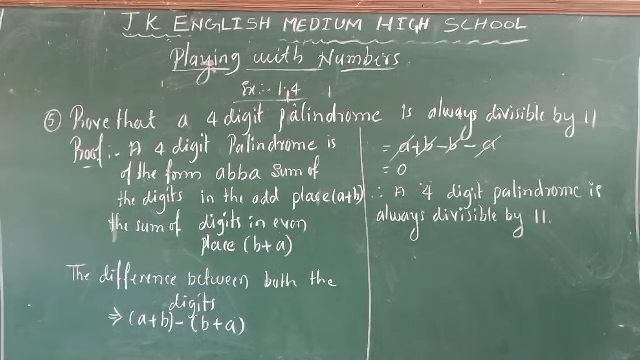 J K ENGLISH MEDIUM HIGH SCHOOL
Playing with Numbers
Ex:- 1.4
⑤ Prove that a 4 digit palindrome is always divisible by 11
Proof:- A 4 digit Palindrome is
of the form abba sum of
the digits in the odd place (a+b)
the sum of digits in even
place (b+a)
The difference between both the
digits
⇒ (a+b)-(b+a)
= a+b-b-a
= 0
∴ A 4 digit palindrome is
always divisible by 11.